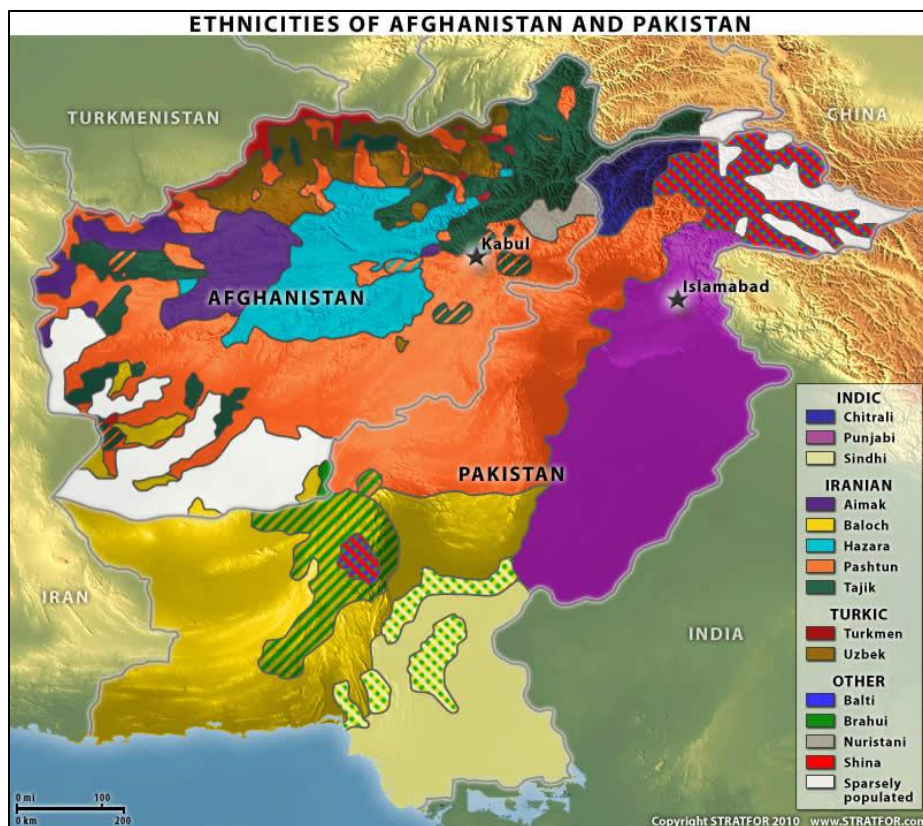 ETHNICITIES OF AFGHANISTAN AND PAKISTAN
TURKMENISTAN
CHINA
Kabul
Islamabad
AFGHANISTAN
PAKISTAN
IRAN
INDIA
INDIC
Chitrali
Punjabi
Sindhi
IRANIAN
Aimak
Baloch
Hazara
Pashtun
Tajik
TURKIC
Turkmen
Uzbek
OTHER
Balti
Brahui
Nuristani
Shina
Sparsely
populated
0 mi 100
0 km 200
Copyright STRATFOR 2010 www.STRATFOR.com